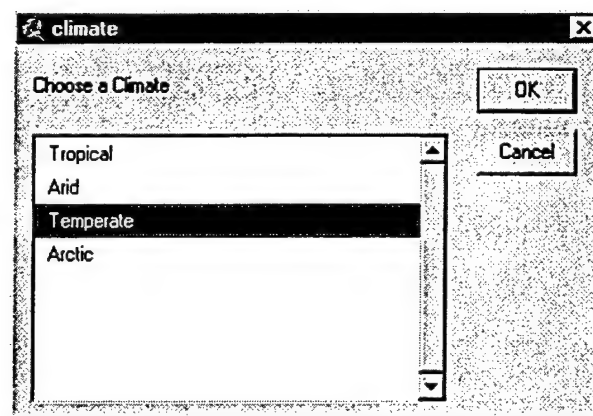 climate
Choose a Climate
OK
Cancel
Tropical
Arid
Temperate
Arctic